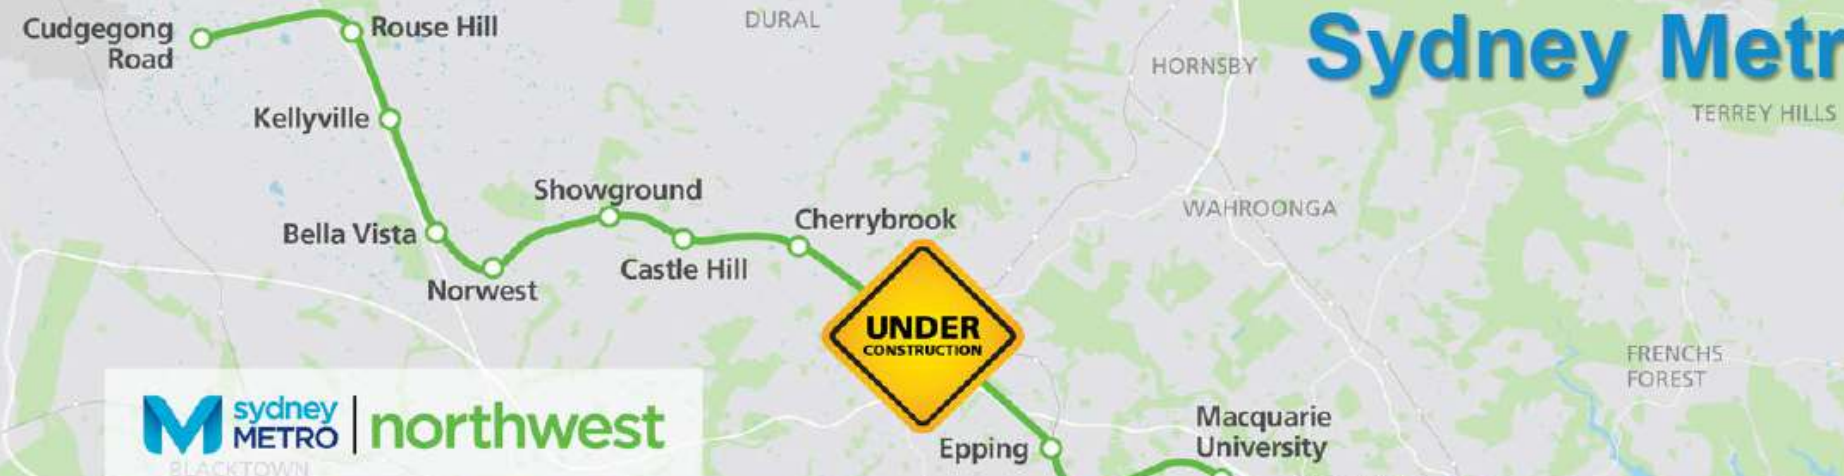 Cudgegong
Road
Rouse Hill
DURAL
Sydney Metr
HORNSBY
TERREY HILLS
Kellyville
Showground
Cherrybrook
WAHROONGA
Bella Vista
Castle Hill
Norwest
UNDER
CONSTRUCTION
FRENCHS
FOREST
sydney
METRO
northwest
Macquarie
University
Epping
BLACKTOWN